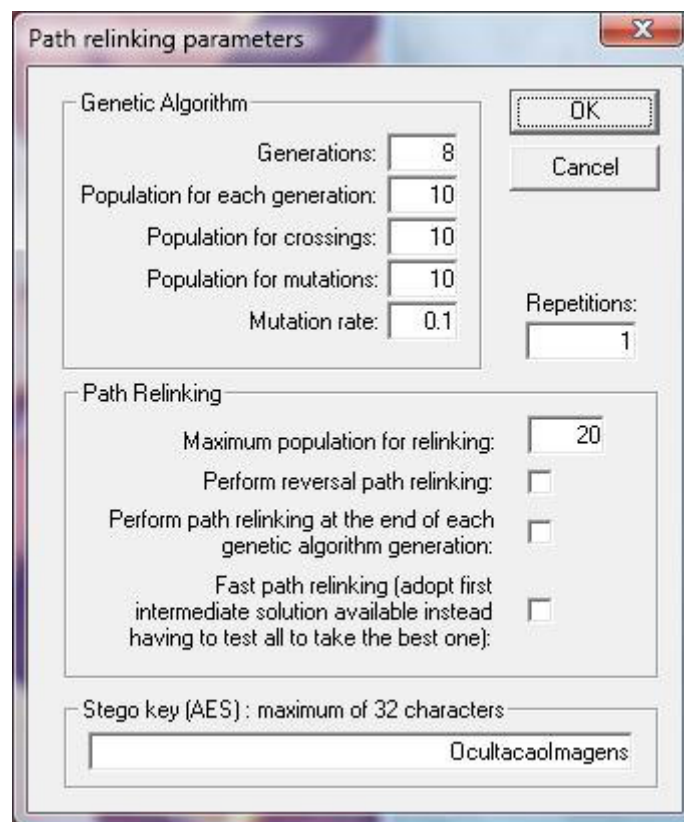 Path relinking parameters
Genetic Algorithm
OK
Generations: 8
Cancel
Population for each generation: 10
Population for crossings: 10
Population for mutations: 10
Repetitions:
Mutation rate: 0.1
1
Path Relinking
Maximum population for relinking: 20
Perform reversal path relinking:
Perform path relinking at the end of each
genetic algorithm generation:
Fast path relinking (adopt first
intermediate solution available instead
having to test all to take the best one):
Stego key (AES) : maximum of 32 characters
OcultacaoImagens